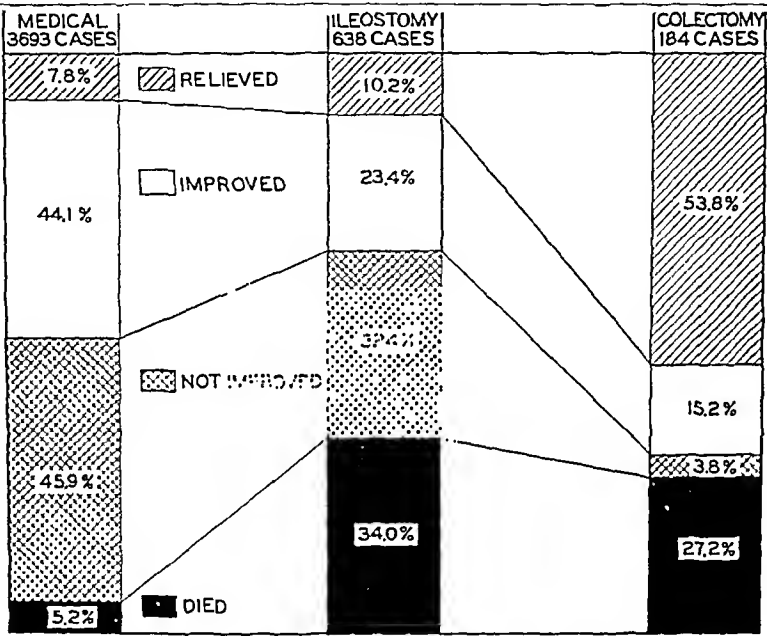 MEDICAL
3693 CASES
ILEOSTOMY
638 CASES
COLECTOMY
184 CASES
7.8%
RELIEVED
10.2%
53.8%
44.1%
IMPROVED
23.4%
15.2%
45.9%
NOT IMPROVED
3.8%
5.2%
DIED
34.0%
27.2%